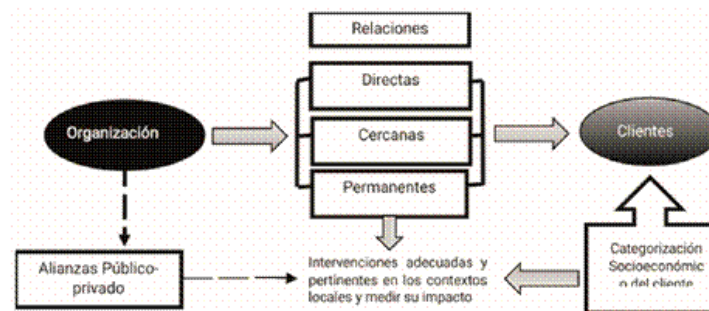 Relaciones
Directas
Organización
Cercanas
Clientes
Permanentes
Alianzas Público-
privado
Intervenciones adecuadas y
pertinentes en los contextos
locales y medir su impacto
Categorización
Socioeconómic
o del cliente